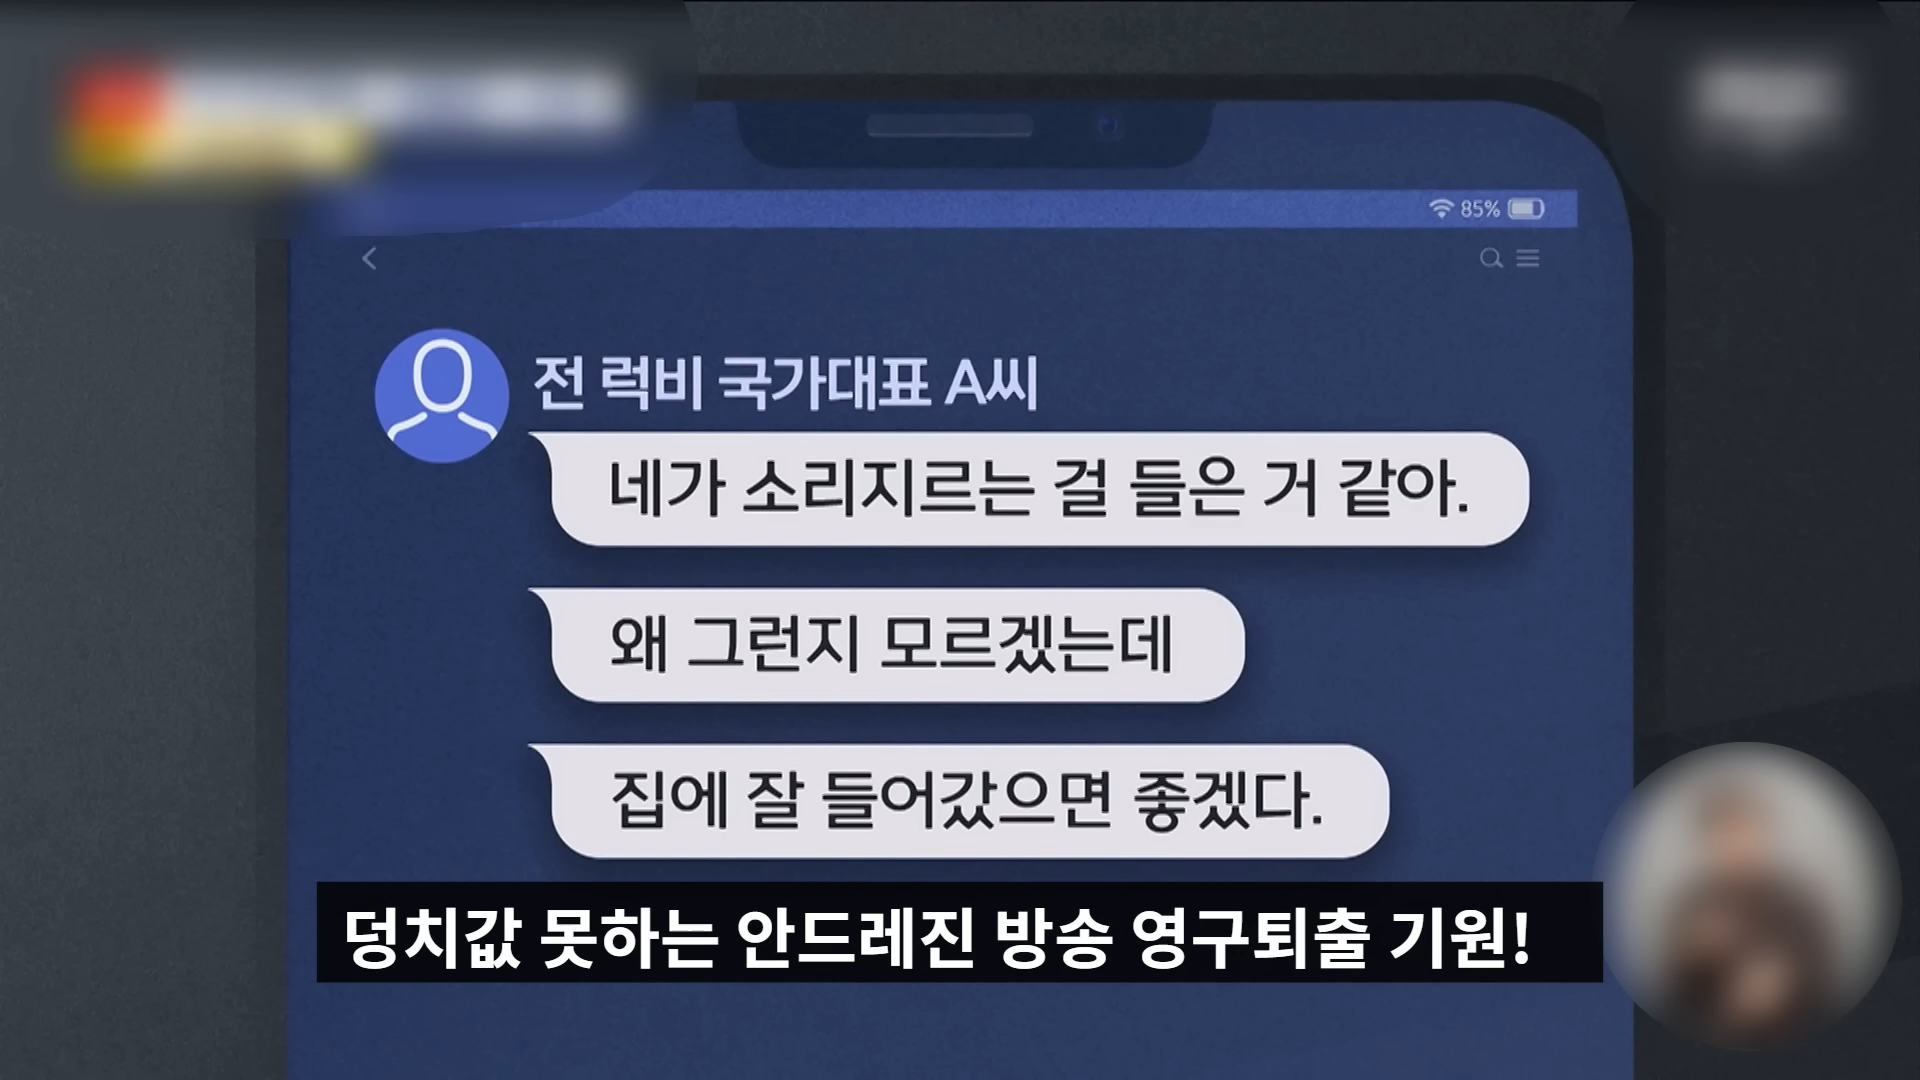 85%
전 럭비 국가대표 A씨
네가 소리지르는 걸 들은 거 같아.
왜 그런지 모르겠는데
집에 잘 들어갔으면 좋겠다.
덩치값 못하는 안드레진 방송 영구퇴출 기원!